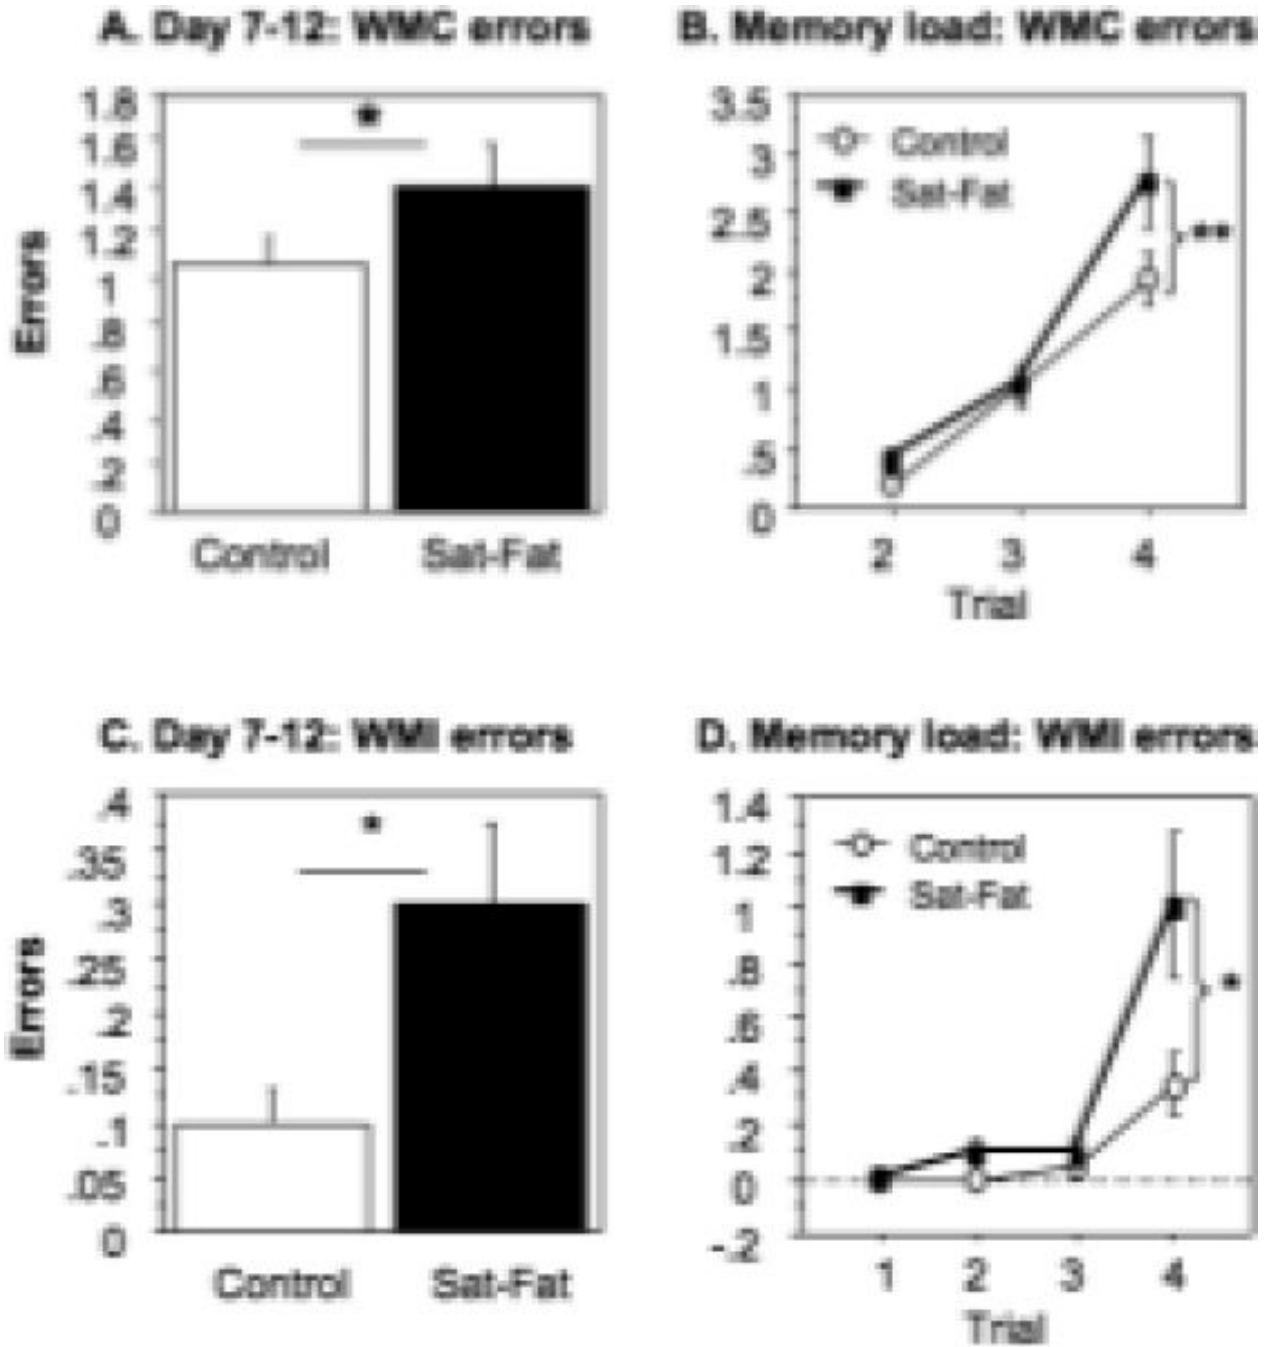 A. Day 7-12: WMC errors
1.8
1.6
1.4
1.2
1
.8
.6
.4
.2
0
Errors
*
Control
Sat-Fat
B. Memory load: WMC errors
3.5
3
2.5
2
1.5
1
.5
0
Control
Sat-Fat
**
2
3
4
Trial
C. Day 7-12: WMI errors
.4
.35
.3
.25
.2
.15
.1
.05
0
Errors
*
Control
Sat-Fat
D. Memory load: WMI errors
1.4
1.2
1
.8
.6
.4
.2
0
-.2
Control
Sat-Fat
*
1
2
3
4
Trial